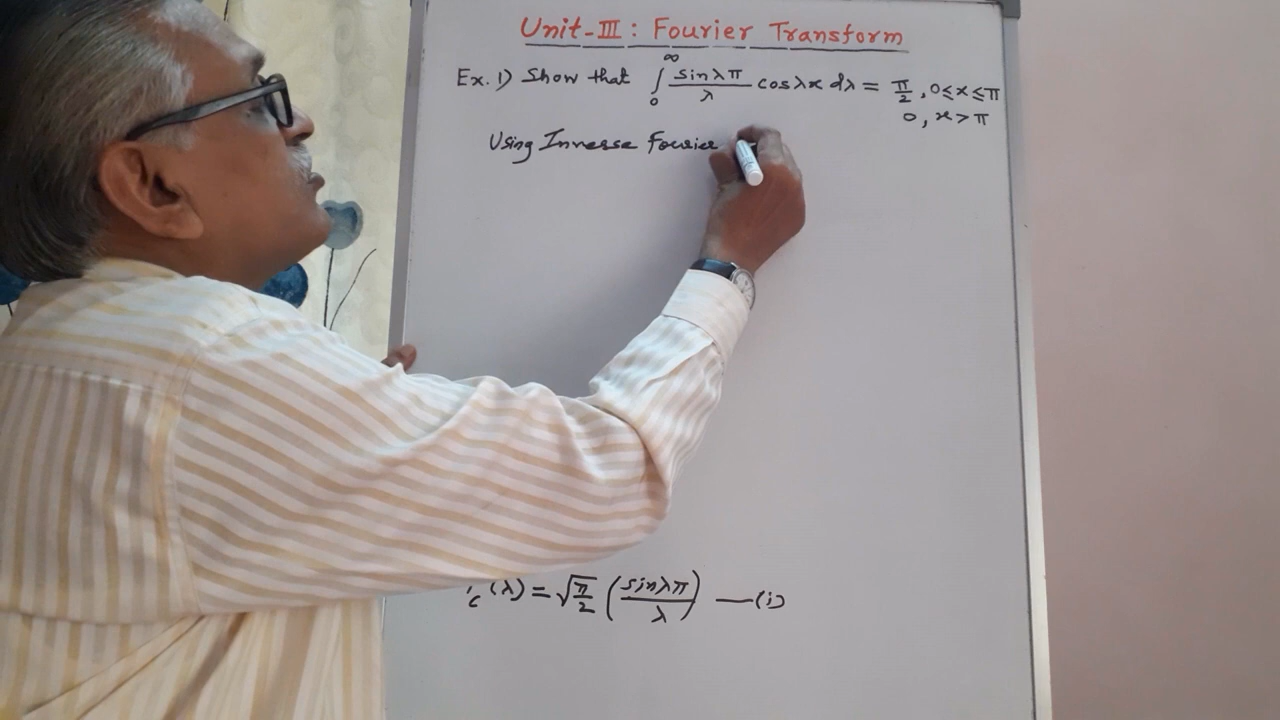 Unit-III : Fourier Transform
Ex. 1) Show that ∫₀^∞ (sinλπ / λ) cosλx dλ = π/2 , 0≤x≤π
0 , x>π
Using Inverse Fourier
(λ) = √(π/2) (sinλπ / λ) —(i)